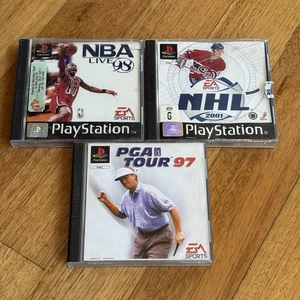 NBA
LIVE 98
EA
SPORTS
PlayStation
EA
SPORTS
NHL
2001
G
PlayStation
PGA
TOUR '97
EA
SPORTS